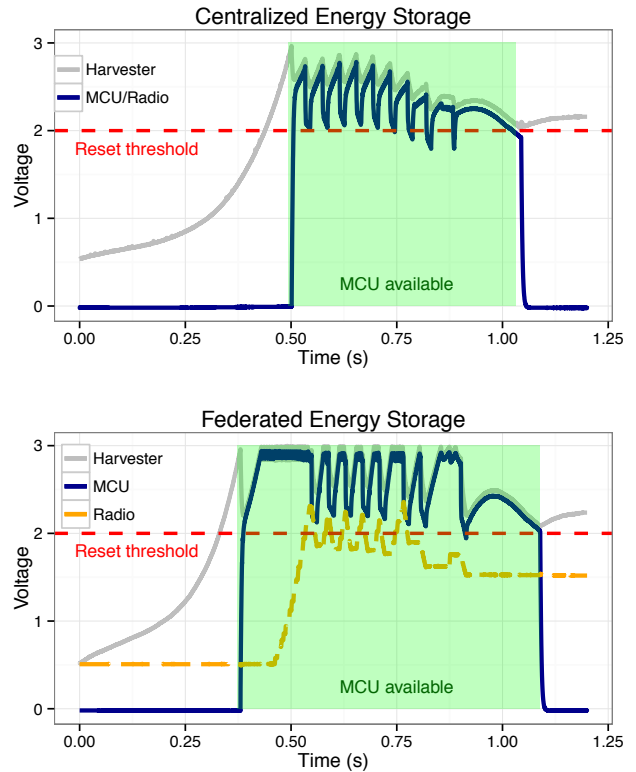 Centralized Energy Storage
3
Harvester
MCU/Radio
2
Reset threshold
Voltage
1
MCU available
0
0.00 0.25 0.50 0.75 1.00 1.25
Time (s)
Federated Energy Storage
3
Harvester
MCU
Radio
2
Reset threshold
Voltage
1
MCU available
0
0.00 0.25 0.50 0.75 1.00 1.25
Time (s)